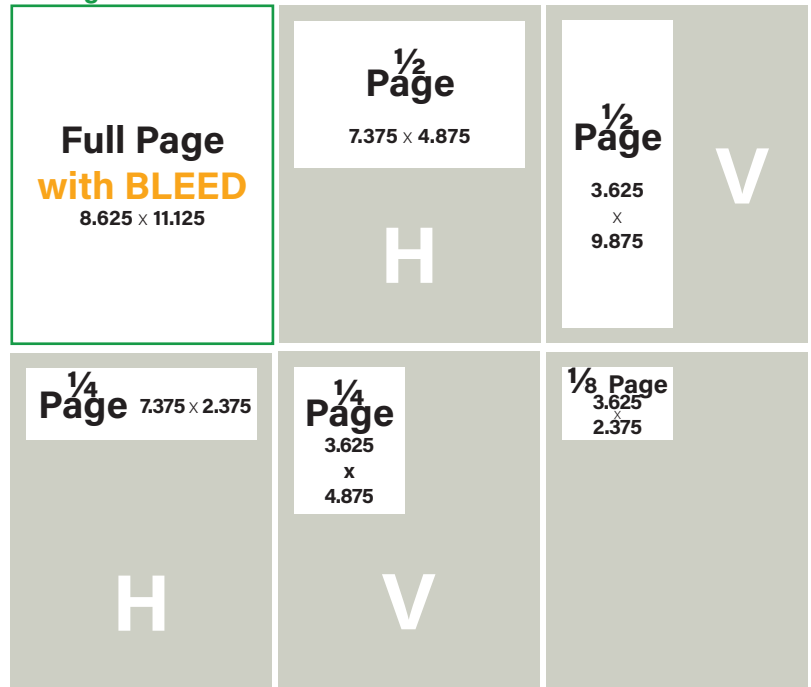 Full Page
with BLEED
8.625 x 11.125
½
Page
7.375 x 4.875
H
½
Page
3.625
x
9.875
V
¼
Page 7.375 x 2.375
H
¼
Page
3.625
x
4.875
V
⅛ Page
3.625
x
2.375